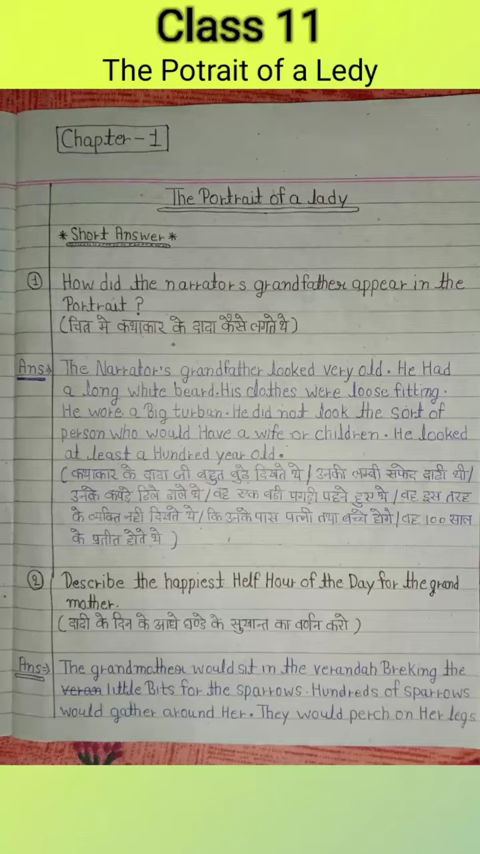 Class 11
The Potrait of a Ledy
Chapter-1
The Portrait of a lady
*Short Answer*
① How did the narrator's grandfather appear in the
Portrait?
(चित्र मे कथाकार के दादा कैसे लगते थे)
Ans→ The Narrator's grandfather looked very old. He Had
a long white beard. His clothes were loose fitting.
He wore a Big turban. He did not look the sort of
person who would Have a wife or children. He looked
at least a Hundred year old.
(कथाकार के दादा जी बहुत बुढे दिखते थे/ उनकी लम्बी सफेद दाढी थी/
उनके कपडे ढिले ढाले थे/ वह एक बडी पगडी पहने हुए थे/ वह इस तरह
के व्यक्ति नही दिखते थे/ कि उनके पास पत्नी तथा बच्चे होगे/ वह 100 साल
के प्रतीत होते थे)
② Describe the happiest Helf Hour of the Day for the grand
mother.
(दादी के दिन के आधे घण्टे के सुखान्त का वर्णन करो)
Ans→ The grandmother would sit in the verandah Breking the
veran little Bits for the sparrows. Hundreds of sparrows
would gather around Her. They would perch on Her legs